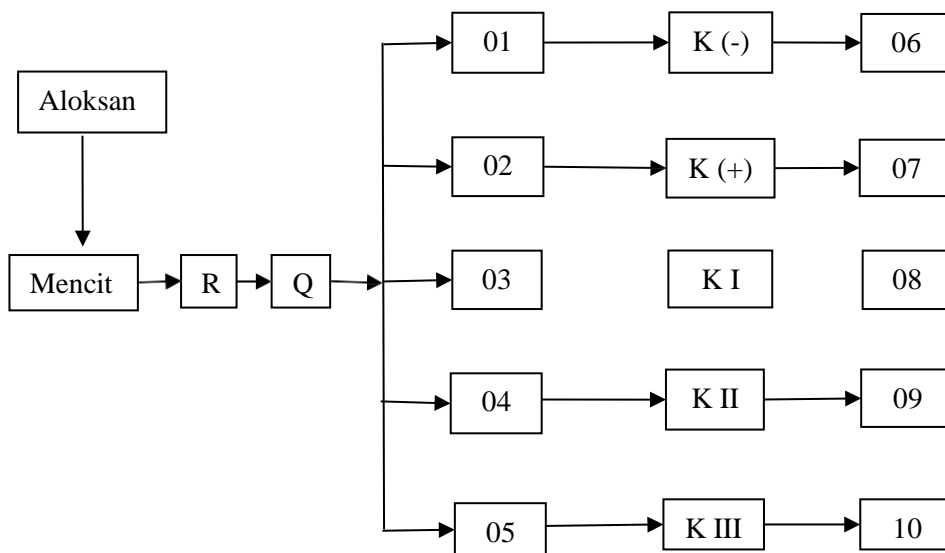 01 K (-) 06
Aloksan
02 K (+) 07
Mencit R Q 03 K I 08
04 K II 09
05 K III 10